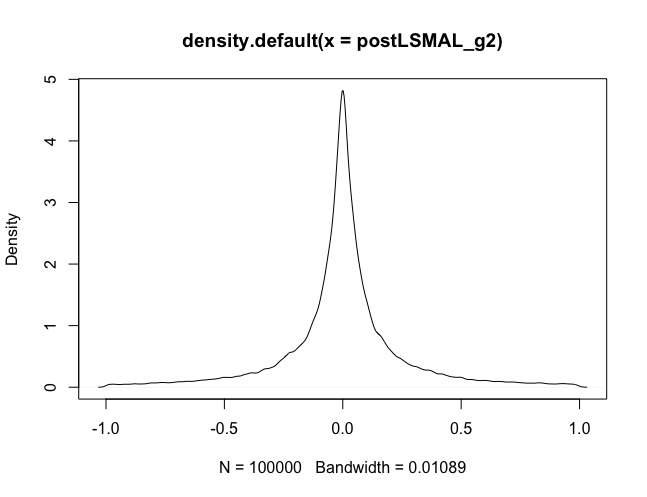 density.default(x = postLSMAL_g2)
Density
5
4
3
2
1
0
-1.0 -0.5 0.0 0.5 1.0
N = 100000 Bandwidth = 0.01089